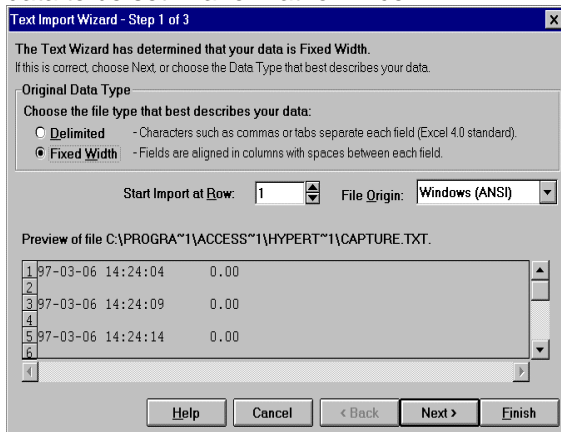 Text Import Wizard - Step 1 of 3
The Text Wizard has determined that your data is Fixed Width.
If this is correct, choose Next, or choose the Data Type that best describes your data.
Original Data Type
Choose the file type that best describes your data:
Delimited - Characters such as commas or tabs separate each field (Excel 4.0 standard).
Fixed Width - Fields are aligned in columns with spaces between each field.
Start Import at Row: 1 File Origin: Windows (ANSI)
Preview of file C:\PROGRA~1\ACCESS~1\HYPERT~1\CAPTURE.TXT.
1 97-03-06 14:24:04 0.00
2
3 97-03-06 14:24:09 0.00
4
5 97-03-06 14:24:14 0.00
6
Help Cancel < Back Next > Finish